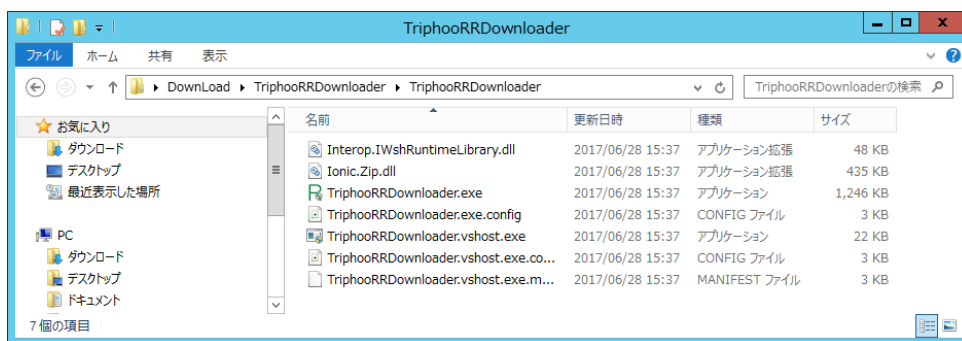 TriphooRRDownloader
ファイル ホーム 共有 表示
DownLoad TriphooRRDownloader TriphooRRDownloader TriphooRRDownloaderの検索
お気に入り
ダウンロード
デスクトップ
最近表示した場所
PC
ダウンロード
デスクトップ
ドキュメント
名前 更新日時 種類 サイズ
Interop.IWshRuntimeLibrary.dll 2017/06/28 15:37 アプリケーション拡張 48 KB
Ionic.Zip.dll 2017/06/28 15:37 アプリケーション拡張 435 KB
TriphooRRDownloader.exe 2017/06/28 15:37 アプリケーション 1,246 KB
TriphooRRDownloader.exe.config 2017/06/28 15:37 CONFIG ファイル 3 KB
TriphooRRDownloader.vshost.exe 2017/06/28 15:37 アプリケーション 22 KB
TriphooRRDownloader.vshost.exe.co... 2017/06/28 15:37 CONFIG ファイル 3 KB
TriphooRRDownloader.vshost.exe.m... 2017/06/28 15:37 MANIFEST ファイル 3 KB
7 個の項目